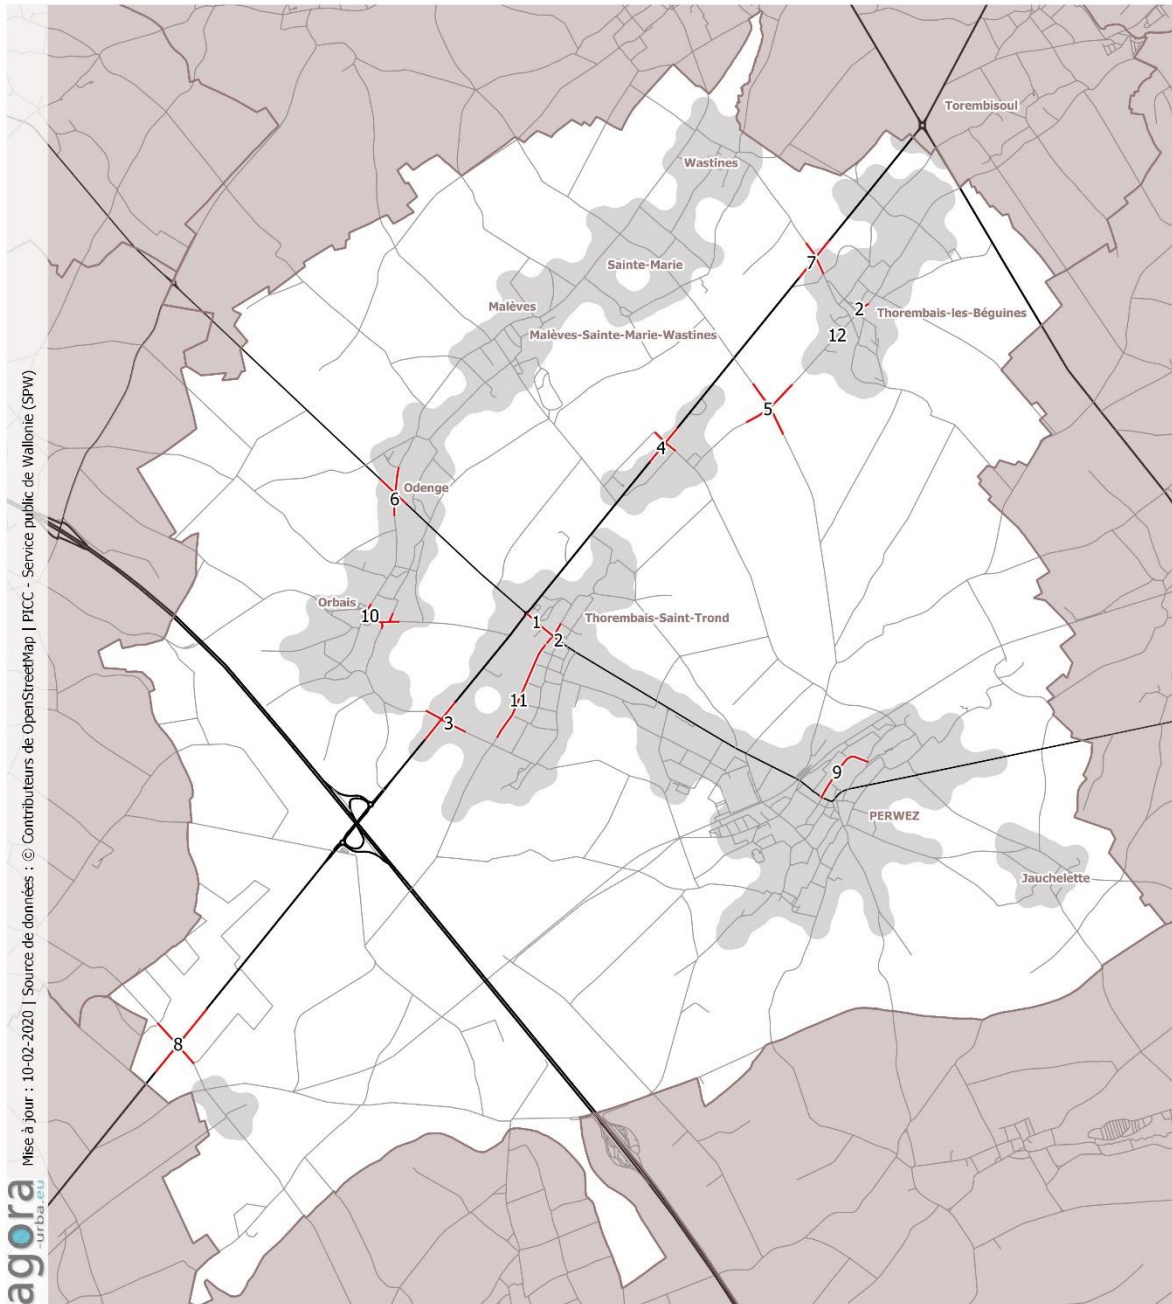 Torembisoul
Wastines
7
Sainte-Marie
Malèves
2
Thorembais-les-Béguines
Malèves-Sainte-Marie-Wastines
12
5
4
Odenge
6
Orbais
10
1
Thorembais-Saint-Trond
2
11
3
9
PERWEZ
Jauchelette
8
agora
-urba.eu
Mise à jour : 10-02-2020 | Source de données : © Contributeurs de OpenStreetMap | PICC - Service public de Wallonie (SPW)